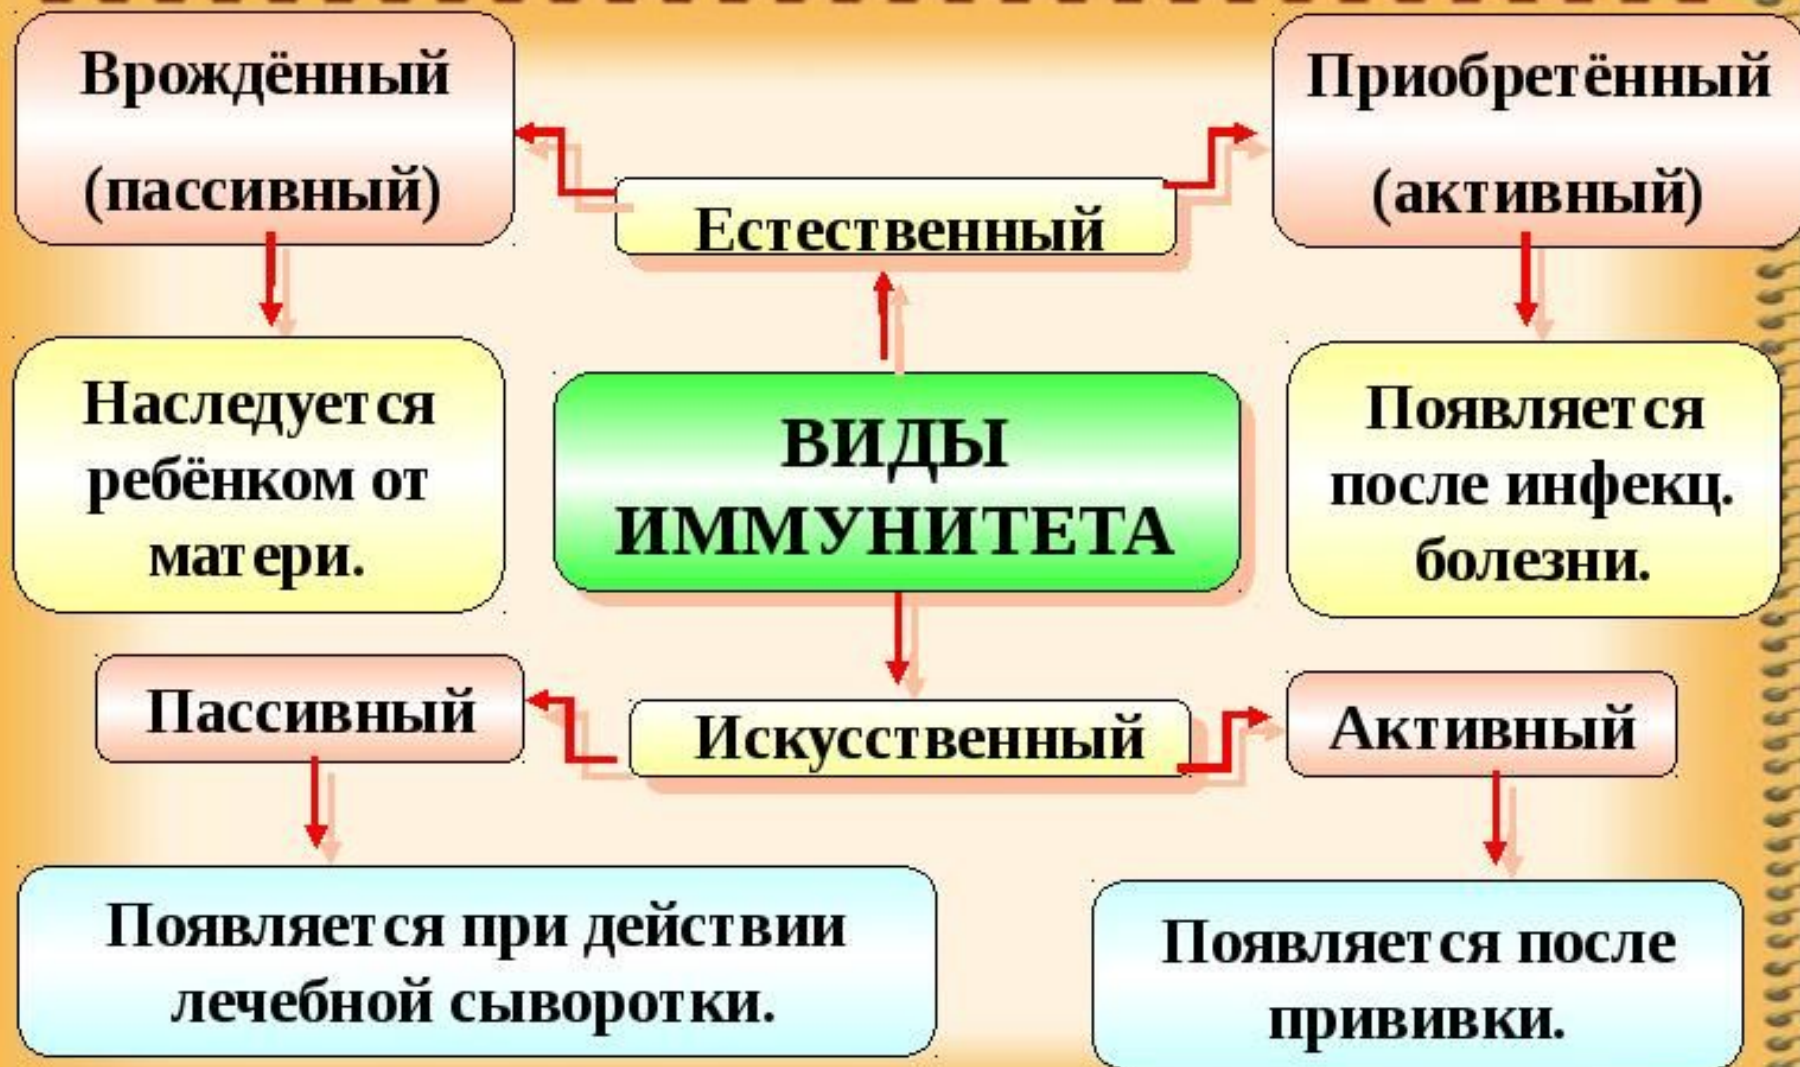 Врождённый
(пассивный)
Приобретённый
(активный)
Естественный
Наследуется
ребёнком от
матери.
ВИДЫ
ИММУНИТЕТА
Появляется
после инфекц.
болезни.
Пассивный
Искусственный
Активный
Появляется при действии
лечебной сыворотки.
Появляется после
прививки.